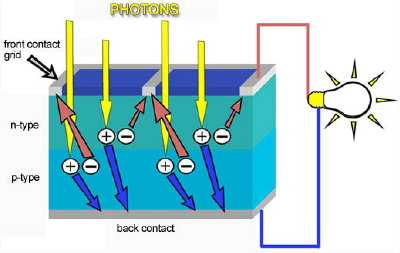 PHOTONS
front contact
grid
n-type
+ −
+ −
p-type
+ −
+ −
back contact